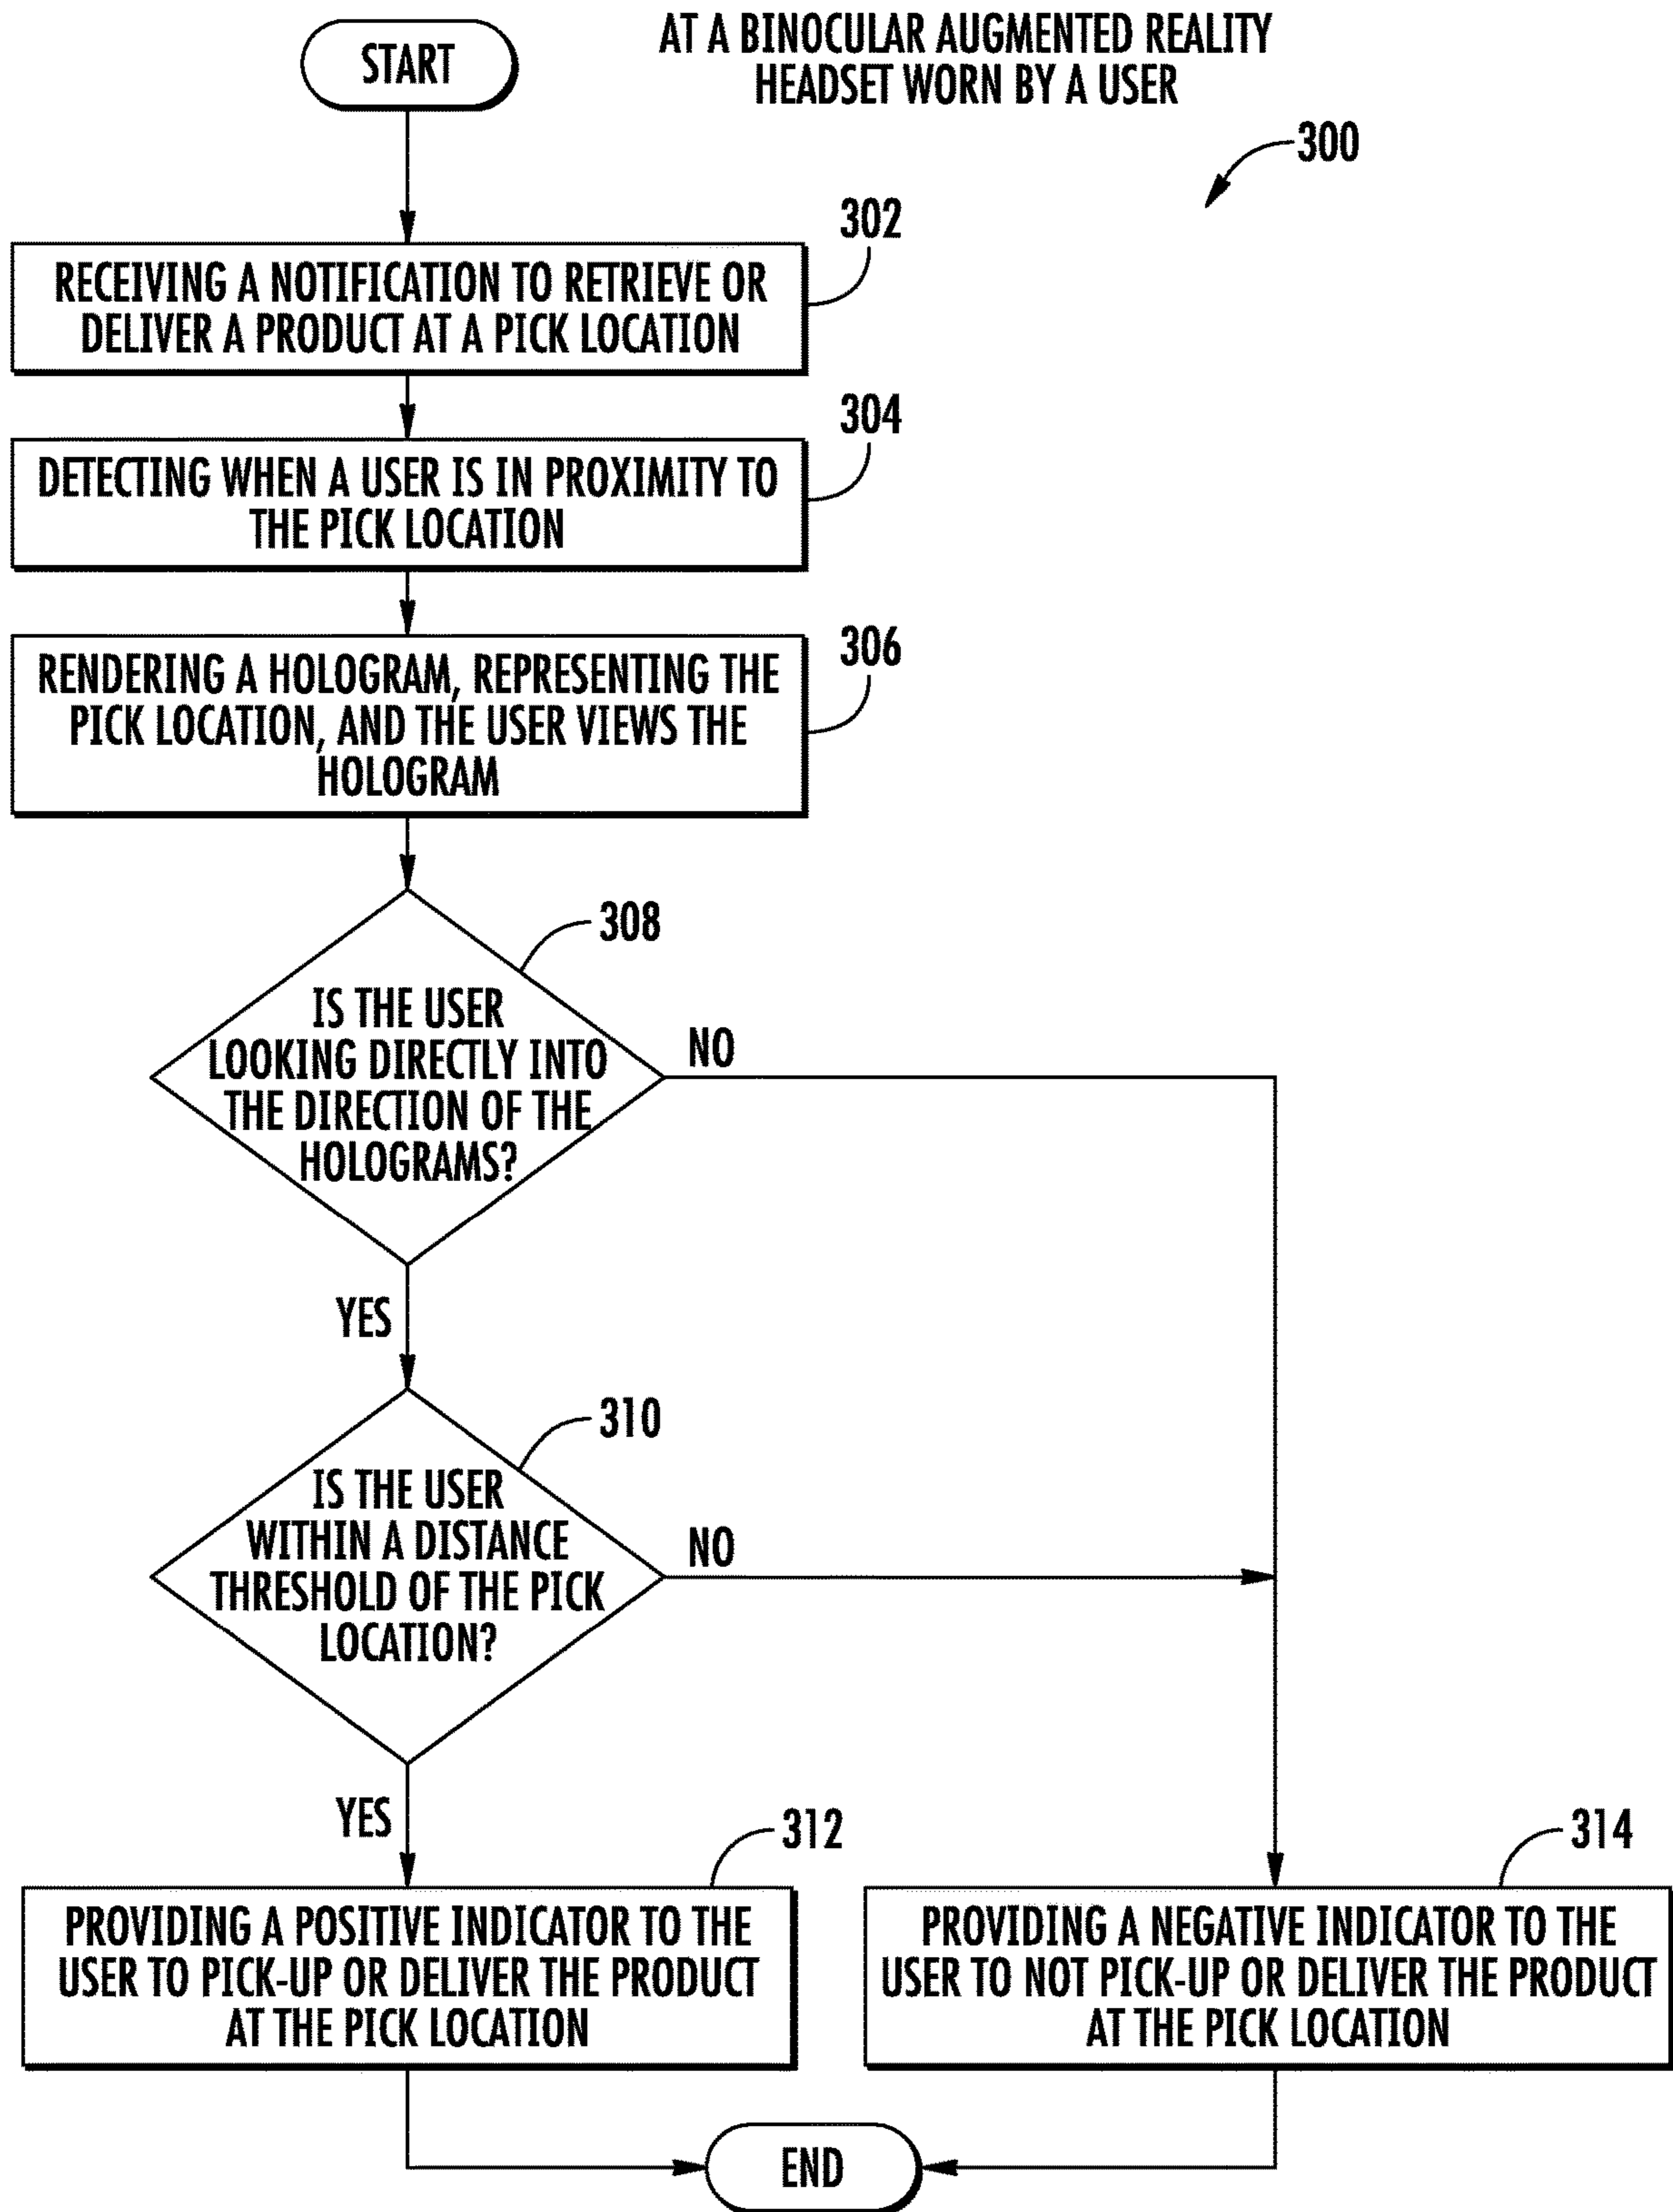 START
AT A BINOCULAR AUGMENTED REALITY
HEADSET WORN BY A USER
300
302
RECEIVING A NOTIFICATION TO RETRIEVE OR
DELIVER A PRODUCT AT A PICK LOCATION
304
DETECTING WHEN A USER IS IN PROXIMITY TO
THE PICK LOCATION
306
RENDERING A HOLOGRAM, REPRESENTING THE
PICK LOCATION, AND THE USER VIEWS THE
HOLOGRAM
308
IS THE USER
LOOKING DIRECTLY INTO
THE DIRECTION OF THE
HOLOGRAMS?
NO
YES
310
IS THE USER
WITHIN A DISTANCE
THRESHOLD OF THE PICK
LOCATION?
NO
YES
312
PROVIDING A POSITIVE INDICATOR TO THE
USER TO PICK-UP OR DELIVER THE PRODUCT
AT THE PICK LOCATION
314
PROVIDING A NEGATIVE INDICATOR TO THE
USER TO NOT PICK-UP OR DELIVER THE PRODUCT
AT THE PICK LOCATION
END